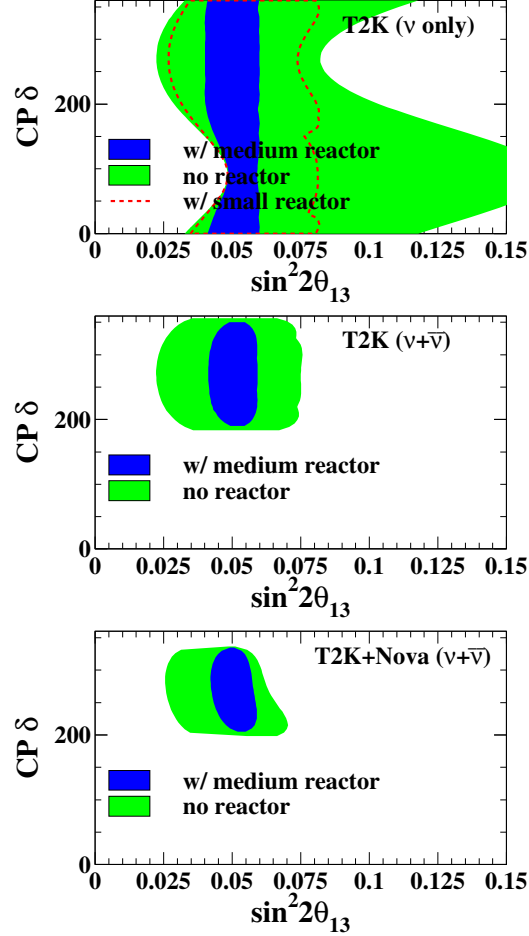 T2K (ν only)
CP δ
200
0
w/ medium reactor
no reactor
w/ small reactor
0 0.025 0.05 0.075 0.1 0.125 0.15
sin²2θ₁₃
T2K (ν+ν̅)
CP δ
200
0
w/ medium reactor
no reactor
0 0.025 0.05 0.075 0.1 0.125 0.15
sin²2θ₁₃
T2K+Nova (ν+ν̅)
CP δ
200
0
w/ medium reactor
no reactor
0 0.025 0.05 0.075 0.1 0.125 0.15
sin²2θ₁₃